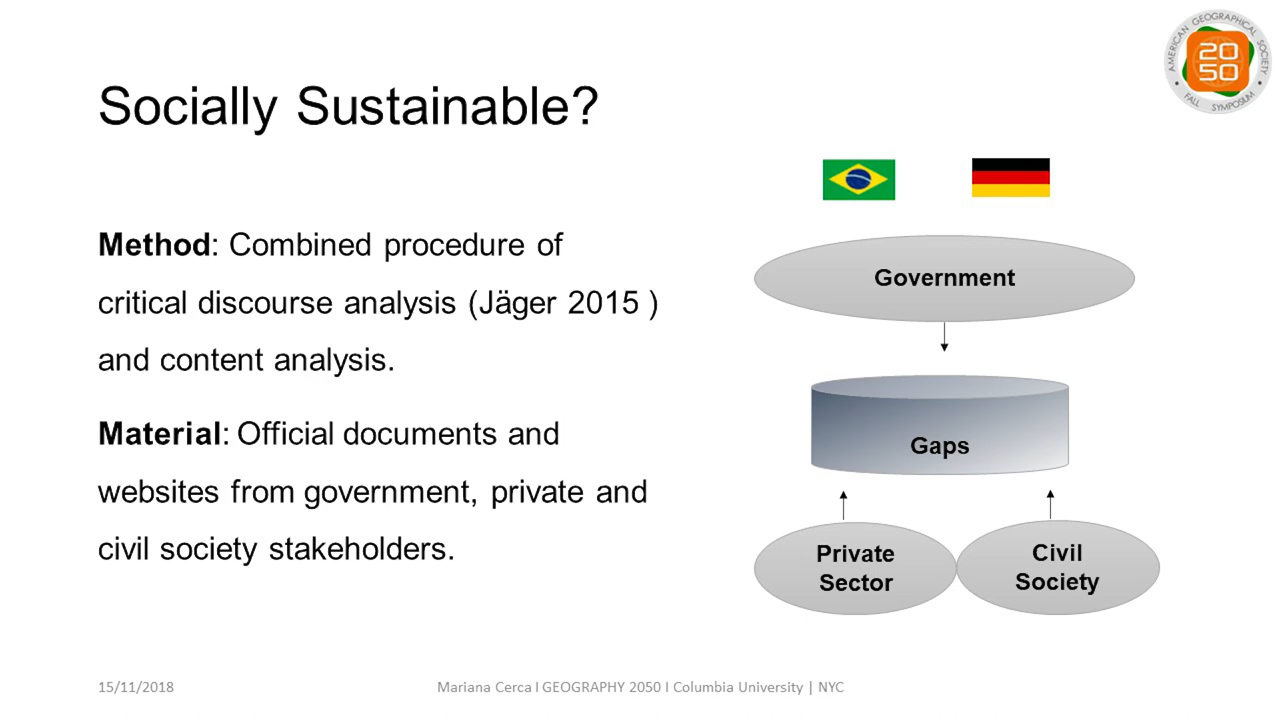 AMERICAN GEOGRAPHICAL SOCIETY
20
50
FALL SYMPOSIUM
Socially Sustainable?
Method: Combined procedure of
critical discourse analysis (Jäger 2015 )
and content analysis.
Material: Official documents and
websites from government, private and
civil society stakeholders.
Government
Gaps
Private
Sector
Civil
Society
15/11/2018
Mariana Cerca I GEOGRAPHY 2050 I Columbia University | NYC